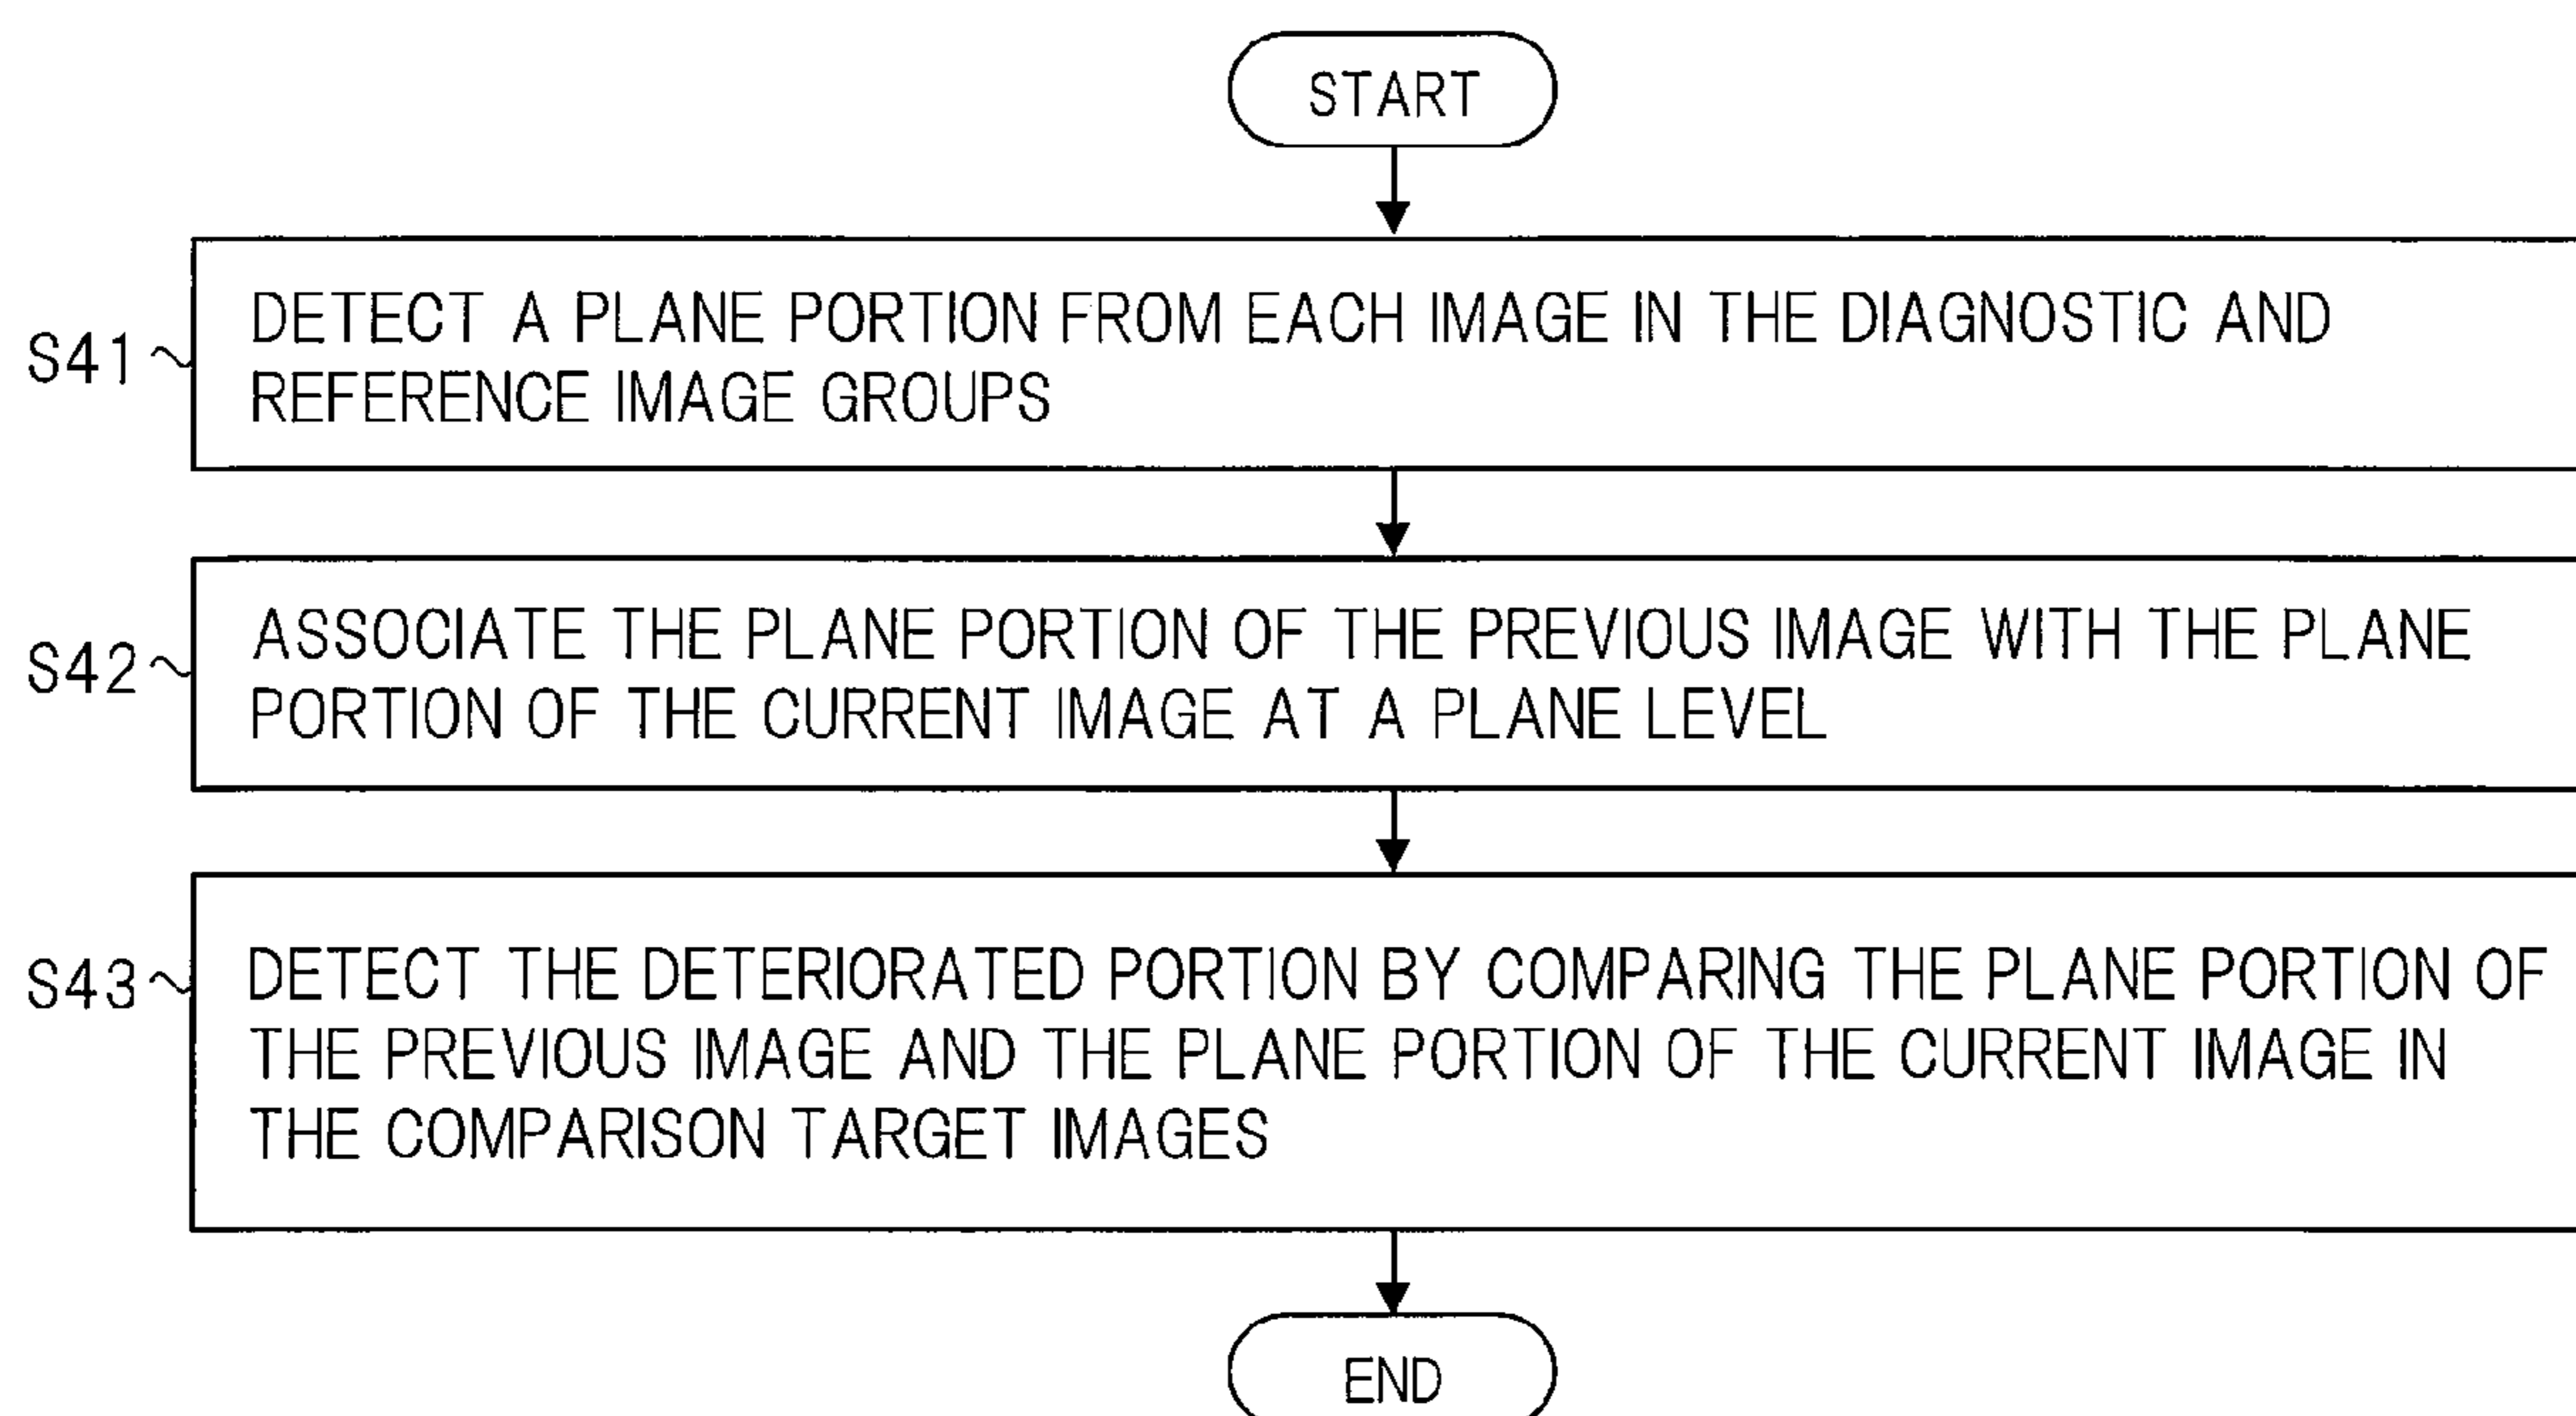 START
S41
DETECT A PLANE PORTION FROM EACH IMAGE IN THE DIAGNOSTIC AND
REFERENCE IMAGE GROUPS
S42
ASSOCIATE THE PLANE PORTION OF THE PREVIOUS IMAGE WITH THE PLANE
PORTION OF THE CURRENT IMAGE AT A PLANE LEVEL
S43
DETECT THE DETERIORATED PORTION BY COMPARING THE PLANE PORTION OF
THE PREVIOUS IMAGE AND THE PLANE PORTION OF THE CURRENT IMAGE IN
THE COMPARISON TARGET IMAGES
END